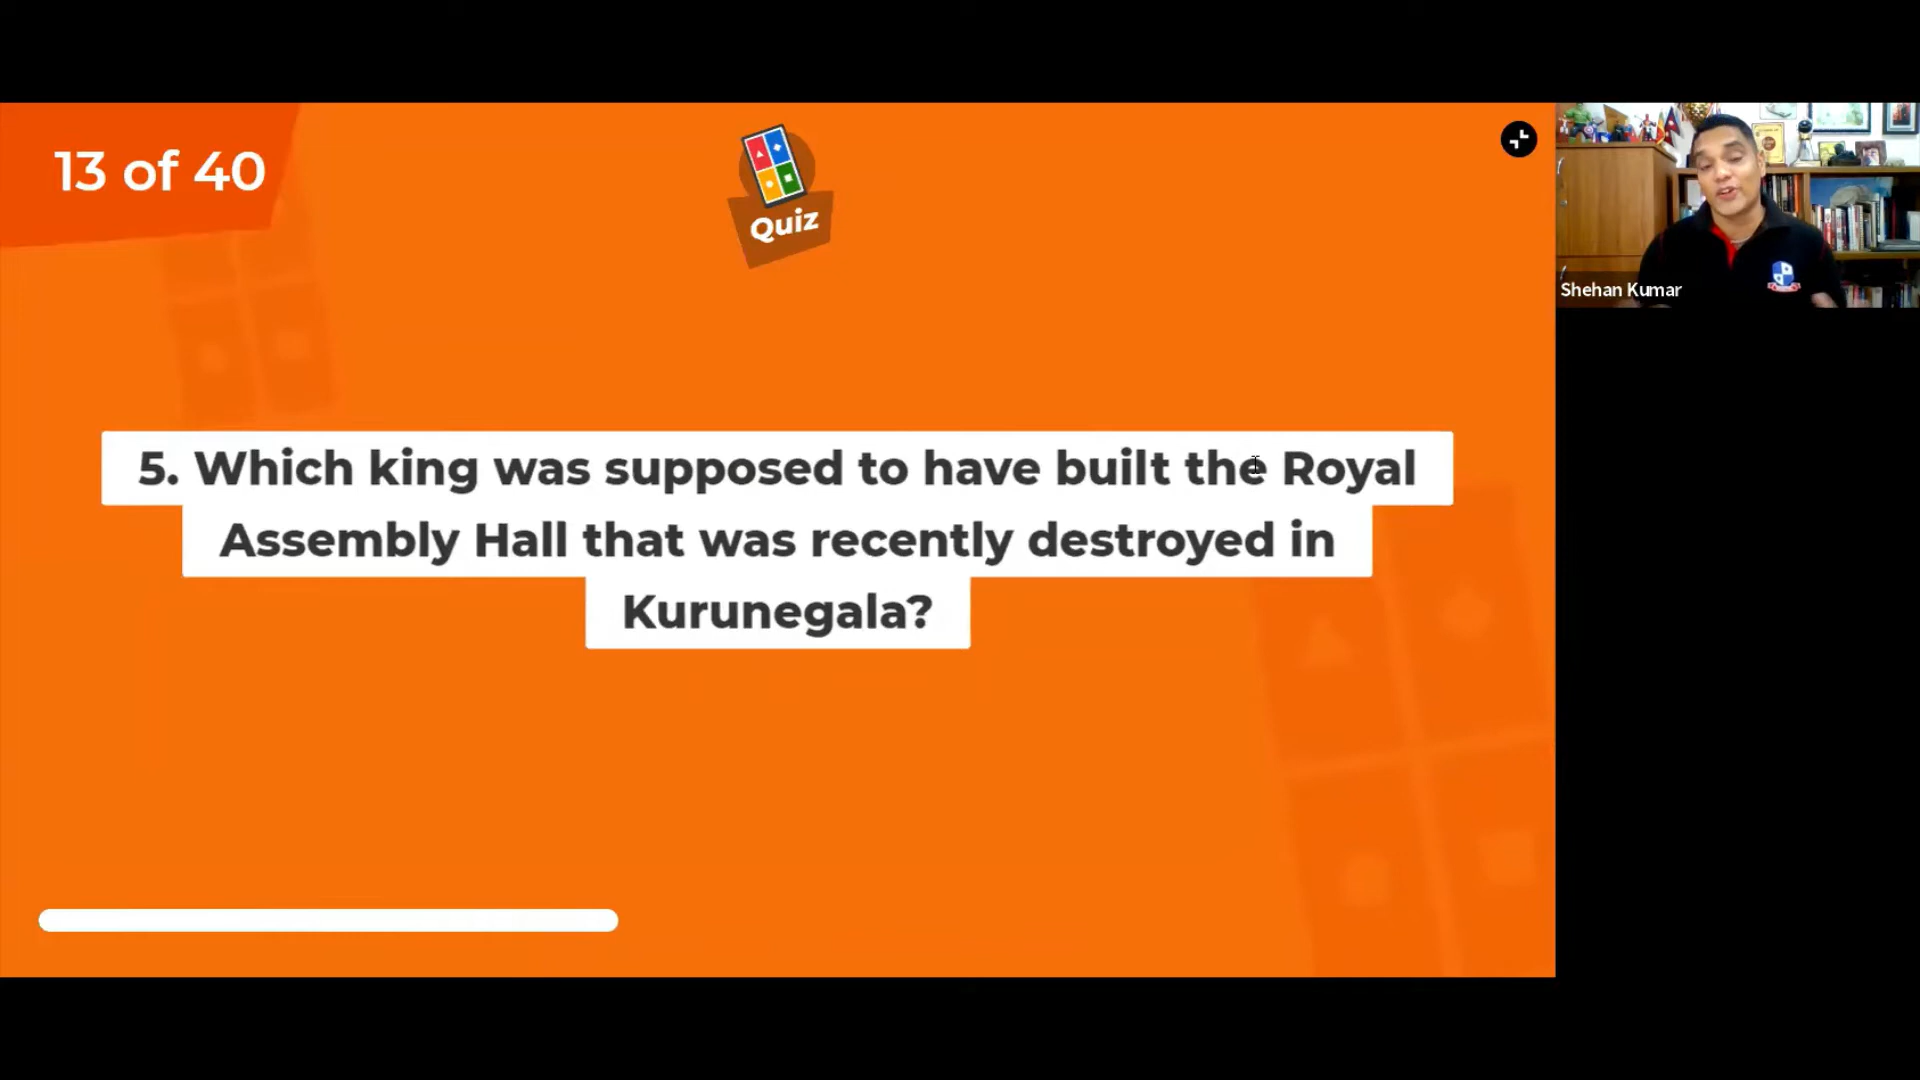 13 of 40
Quiz
5. Which king was supposed to have built the Royal
Assembly Hall that was recently destroyed in
Kurunegala?
Shehan Kumar